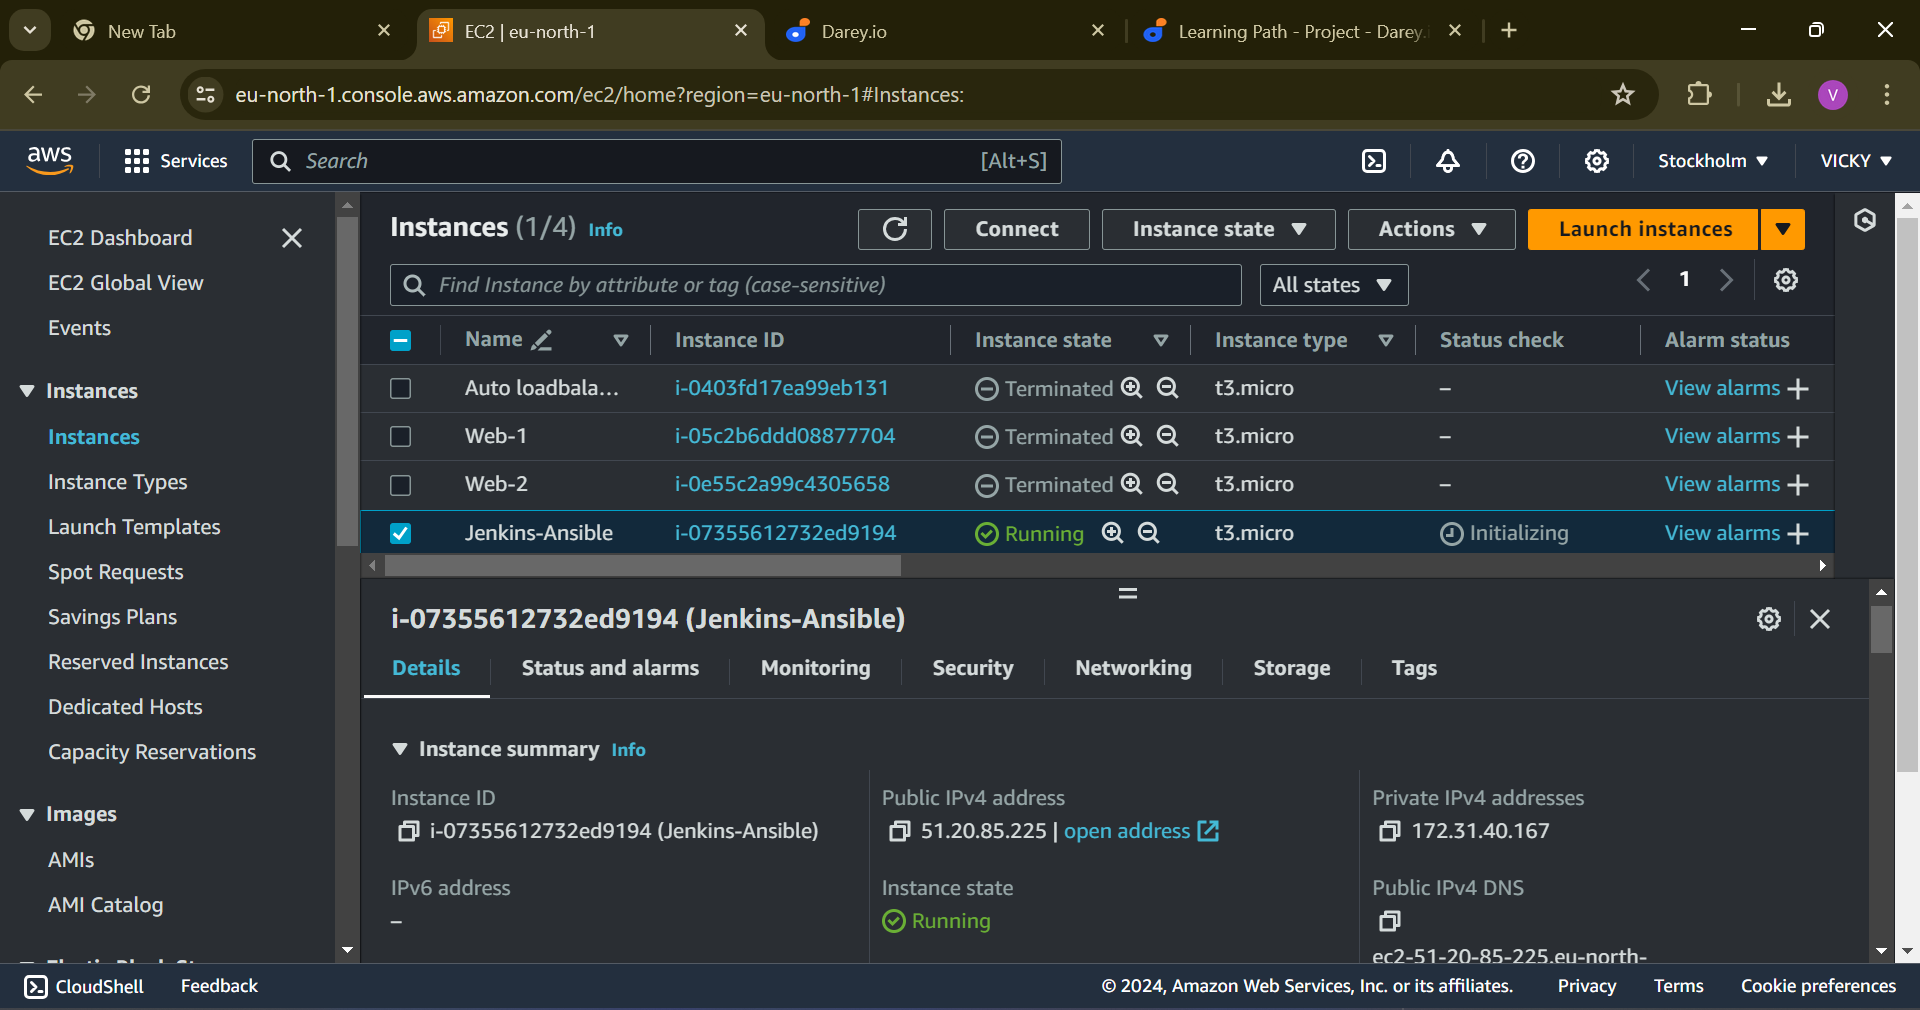 New Tab
EC2 | eu-north-1
Darey.io
Learning Path - Project - Darey.i
eu-north-1.console.aws.amazon.com/ec2/home?region=eu-north-1#Instances:
V
aws
Services
Search
[Alt+S]
Stockholm
VICKY
EC2 Dashboard
EC2 Global View
Events
Instances
Instances
Instance Types
Launch Templates
Spot Requests
Savings Plans
Reserved Instances
Dedicated Hosts
Capacity Reservations
Images
AMIs
AMI Catalog
Instances (1/4) Info
Connect
Instance state
Actions
Launch instances
Find Instance by attribute or tag (case-sensitive)
All states
1
Name Instance ID Instance state Instance type Status check Alarm status
Auto loadbala... i-0403fd17ea99eb131 Terminated t3.micro – View alarms +
Web-1 i-05c2b6ddd08877704 Terminated t3.micro – View alarms +
Web-2 i-0e55c2a99c4305658 Terminated t3.micro – View alarms +
Jenkins-Ansible i-07355612732ed9194 Running t3.micro Initializing View alarms +
i-07355612732ed9194 (Jenkins-Ansible)
Details Status and alarms Monitoring Security Networking Storage Tags
Instance summary Info
Instance ID
i-07355612732ed9194 (Jenkins-Ansible)
Public IPv4 address
51.20.85.225 | open address
Private IPv4 addresses
172.31.40.167
IPv6 address
–
Instance state
Running
Public IPv4 DNS
ec2-51-20-85-225.eu-north-
CloudShell
Feedback
© 2024, Amazon Web Services, Inc. or its affiliates.
Privacy
Terms
Cookie preferences